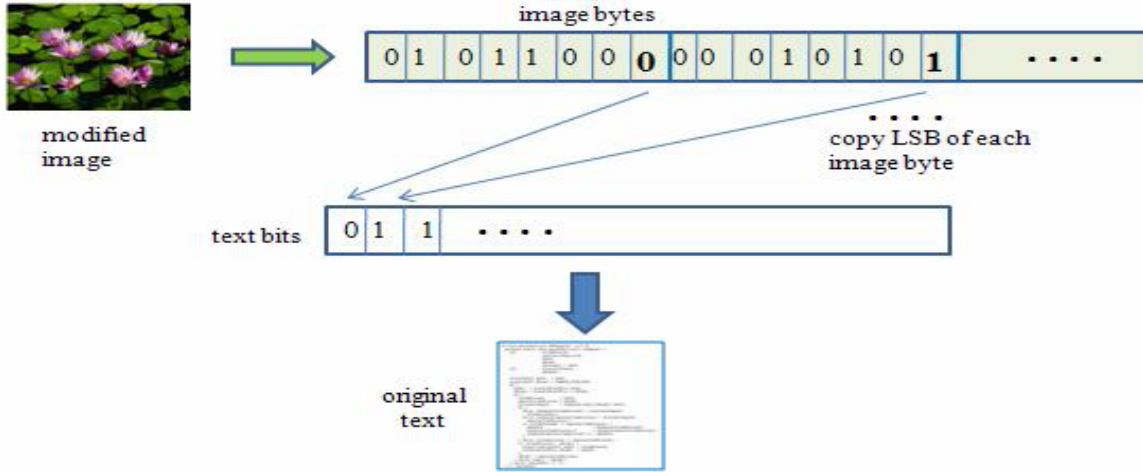 image bytes
0 1 0 1 1 0 0 0 0 0 0 1 0 1 0 1 . . . .
modified
image
. . . .
copy LSB of each
image byte
text bits
0 1 1 . . . .
original
text